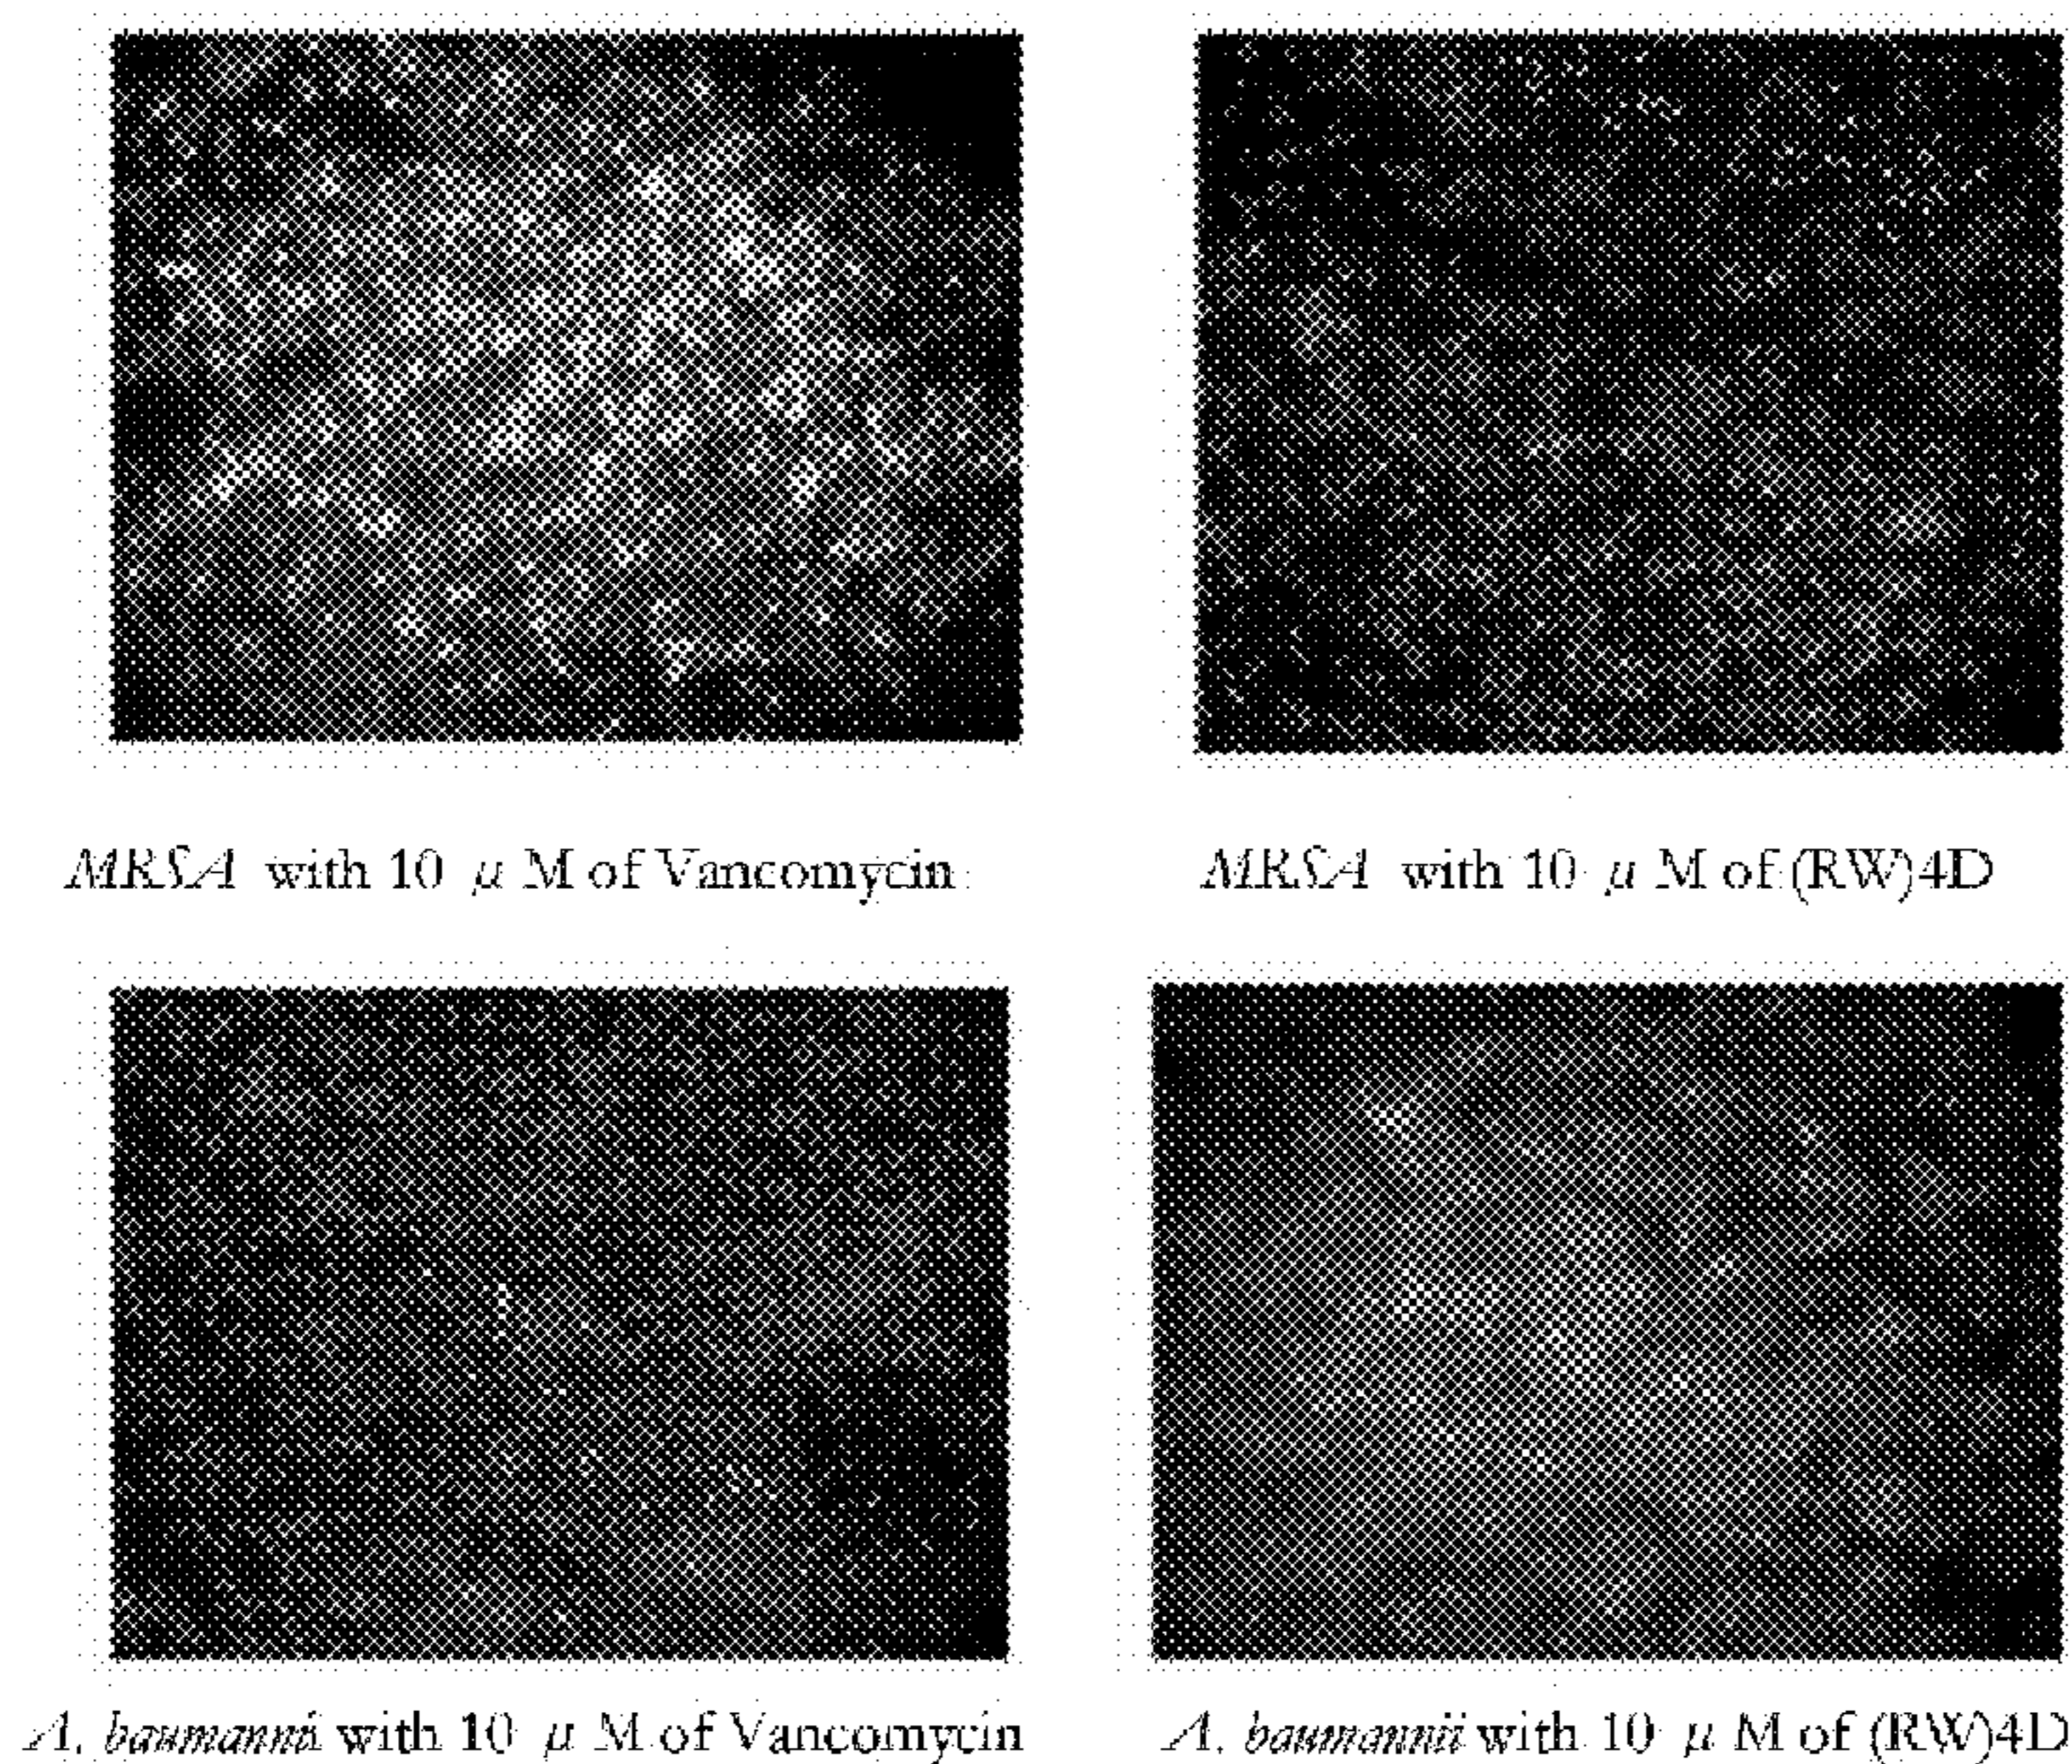 MRSA with 10 μ M of Vancomycin
MRSA with 10 μ M of (RW)4D
A. baumannii with 10 μ M of Vancomycin
A. baumannii with 10 μ M of (RW)4D